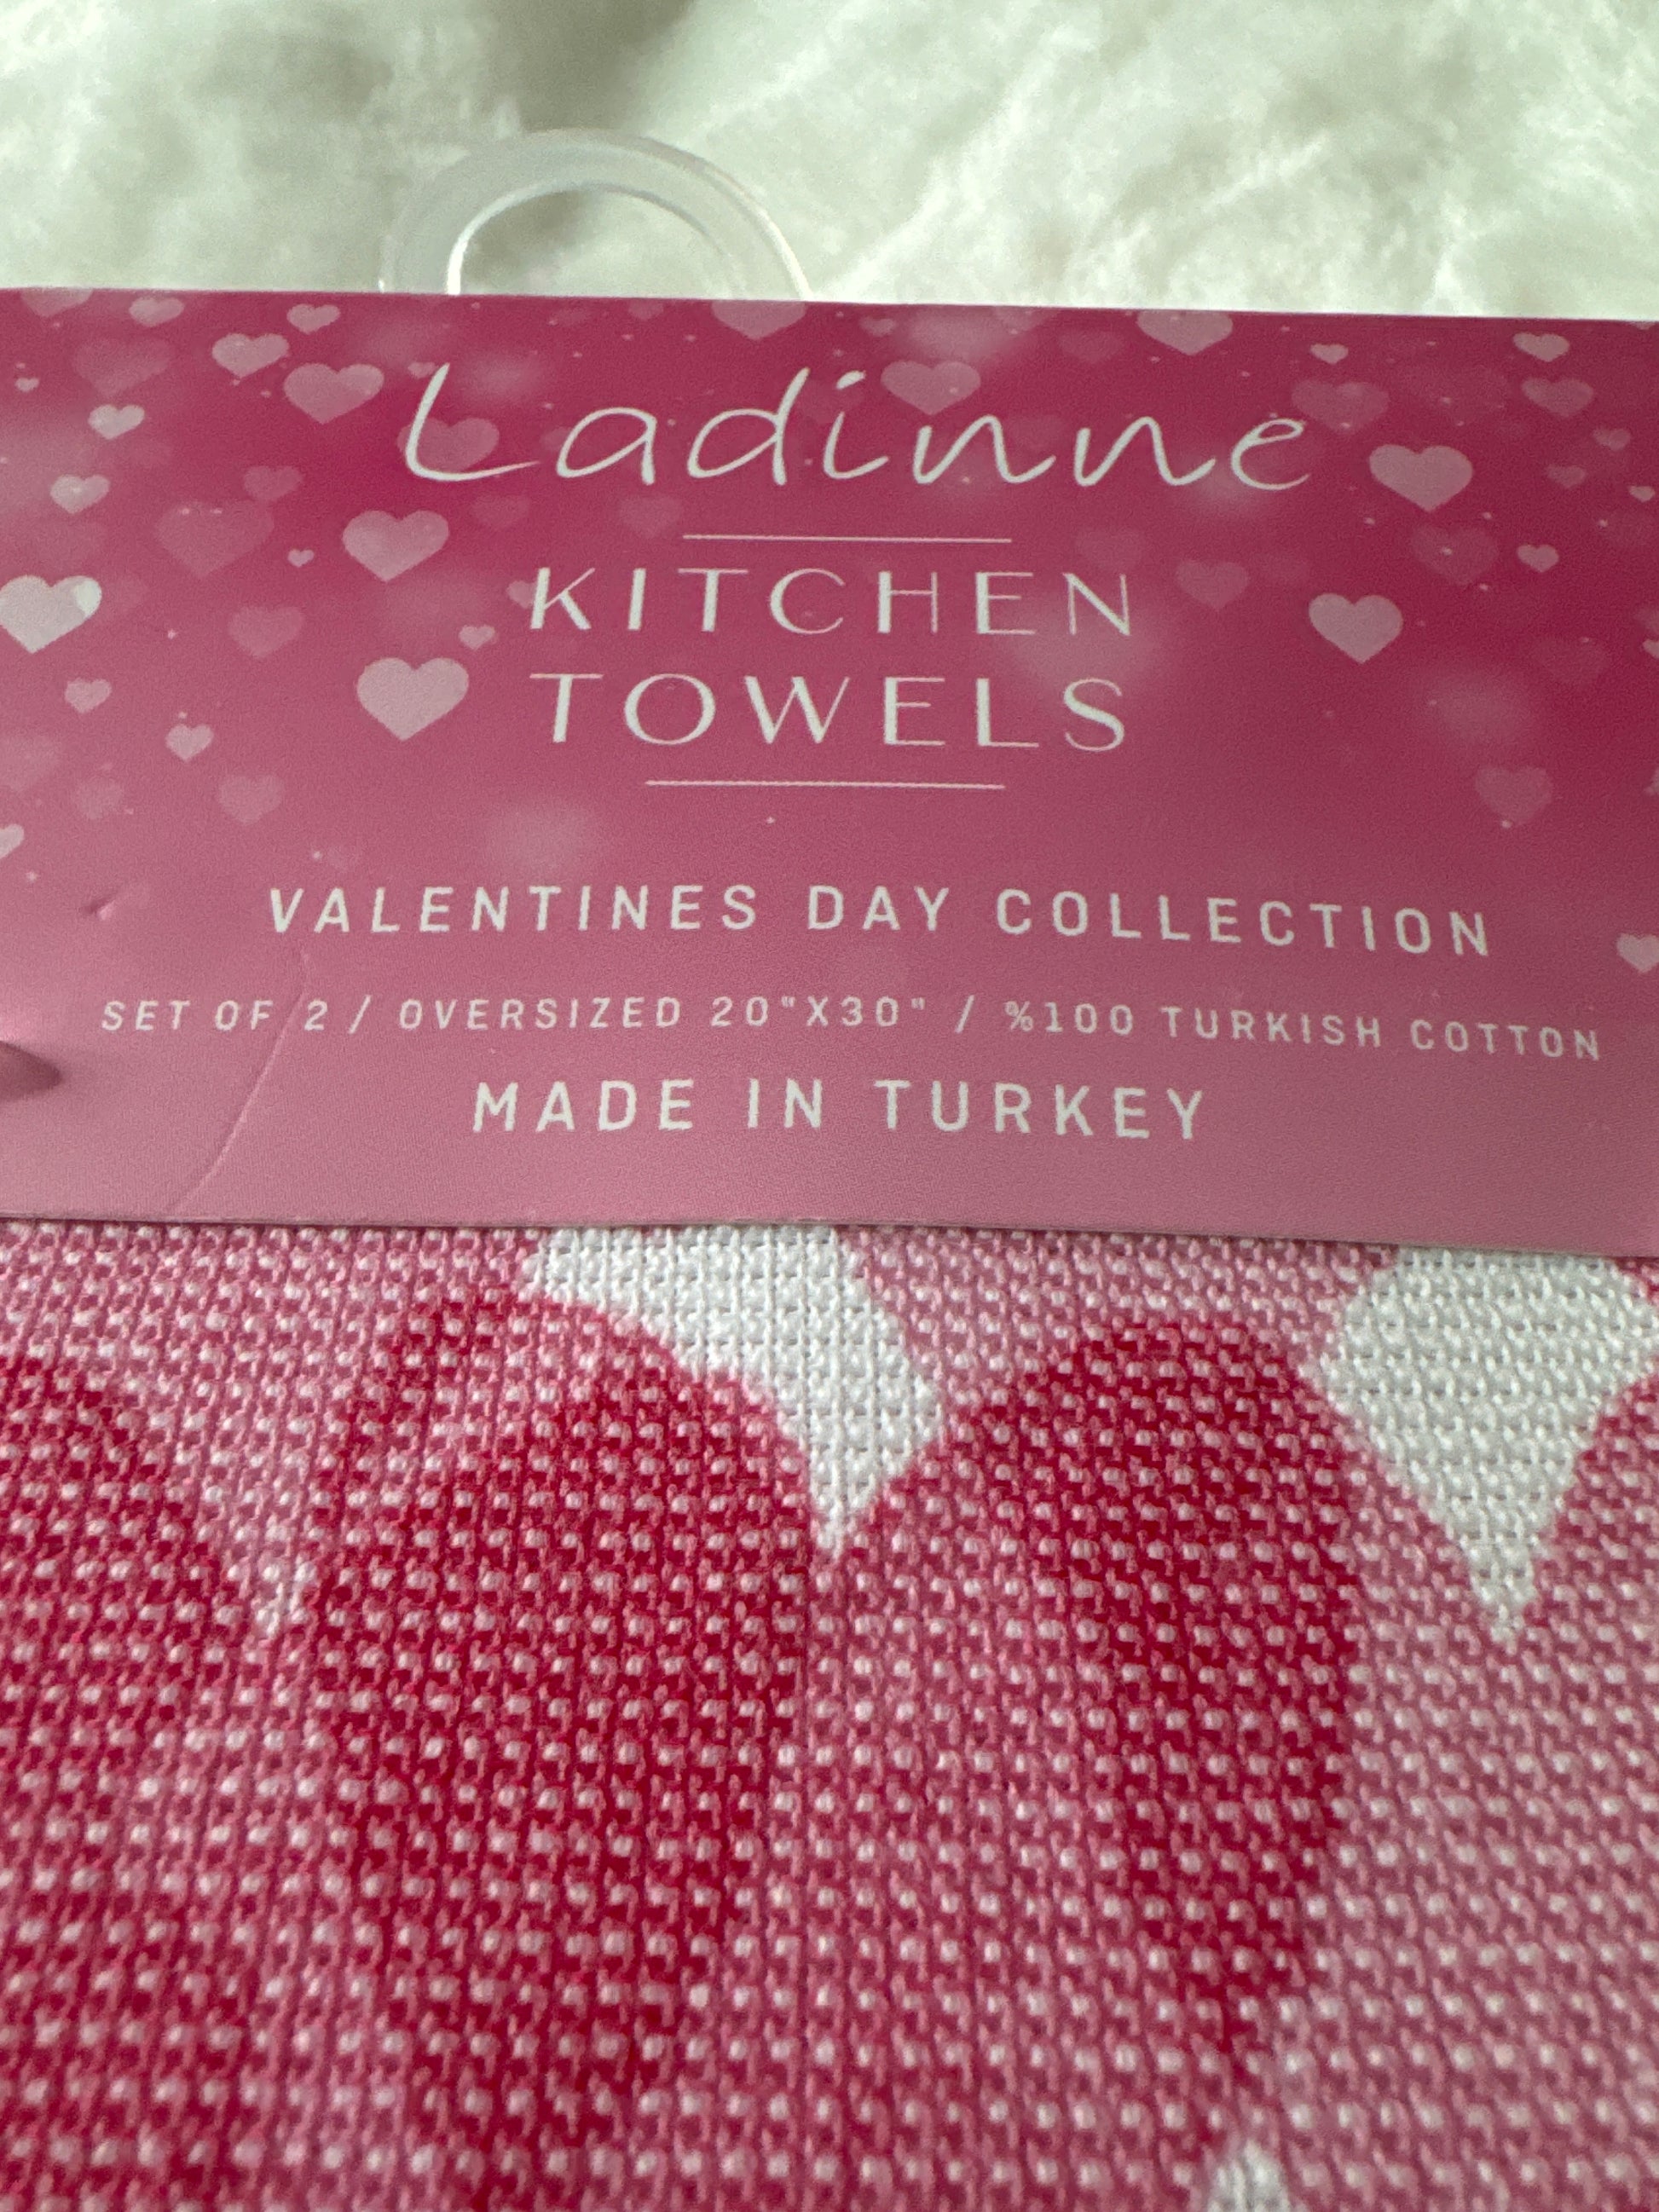 Ladinne
KITCHEN
TOWELS
VALENTINES DAY COLLECTION
SET OF 2 / OVERSIZED 20"X30" / %100 TURKISH COTTON
MADE IN TURKEY